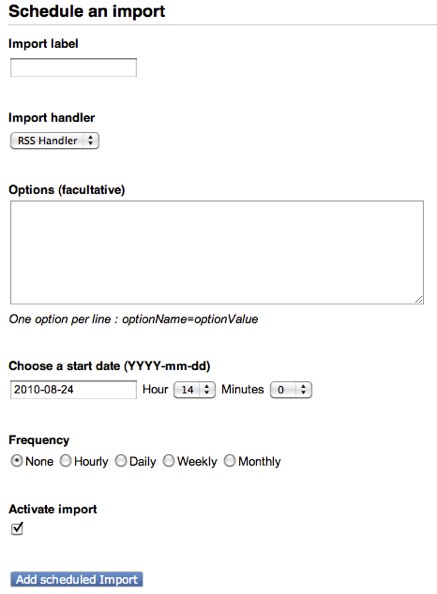 Schedule an import
Import label
Import handler
RSS Handler
Options (facultative)
One option per line : optionName=optionValue
Choose a start date (YYYY-mm-dd)
2010-08-24 Hour 14 Minutes 0
Frequency
None Hourly Daily Weekly Monthly
Activate import
Add scheduled Import